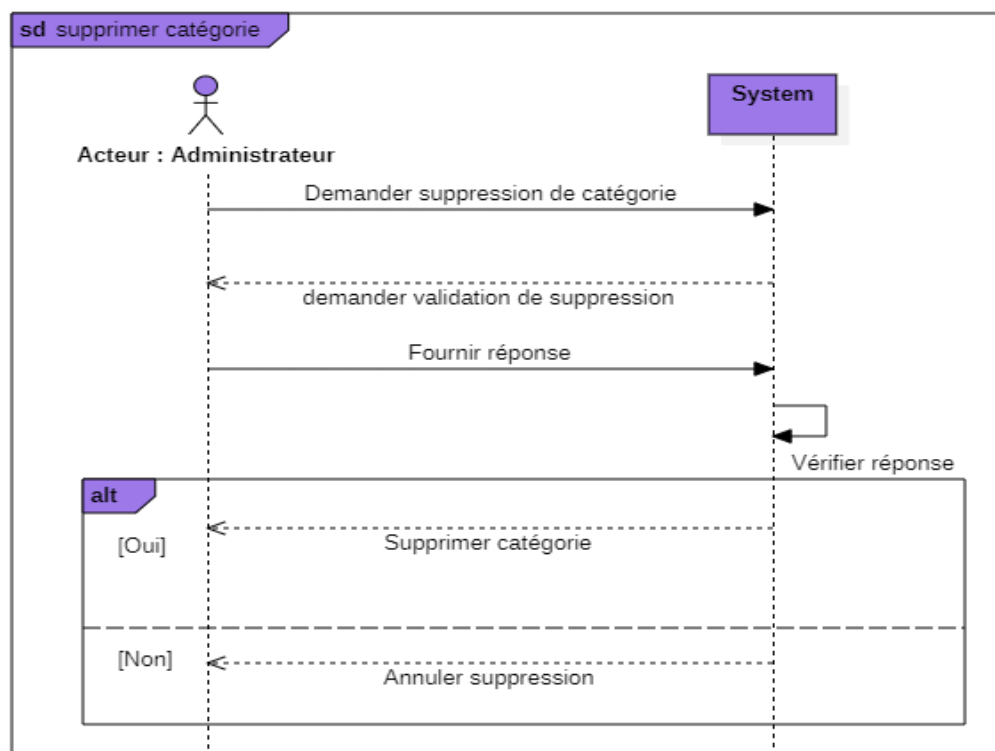 sd supprimer catégorie
System
Acteur : Administrateur
Demander suppression de catégorie
demander validation de suppression
Fournir réponse
Vérifier réponse
alt
[Oui]
Supprimer catégorie
[Non]
Annuler suppression